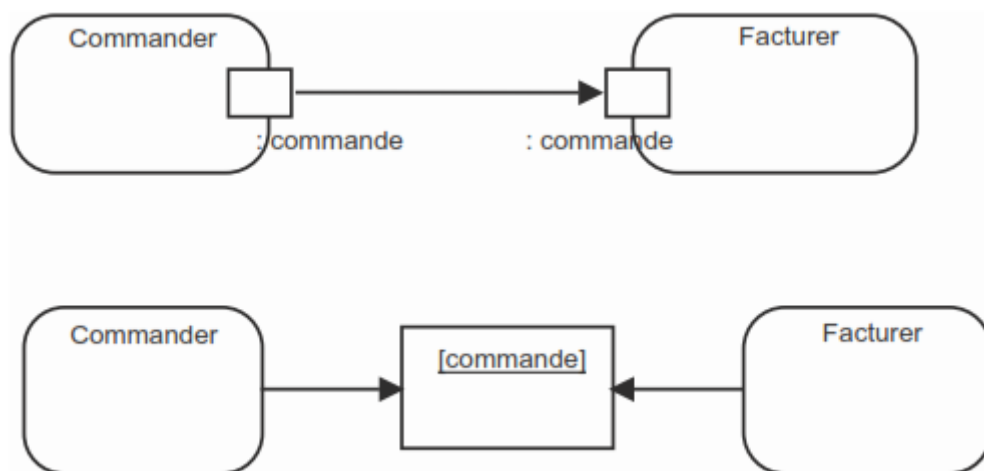 Commander
Facturer
: commande
: commande
Commander
[commande]
Facturer